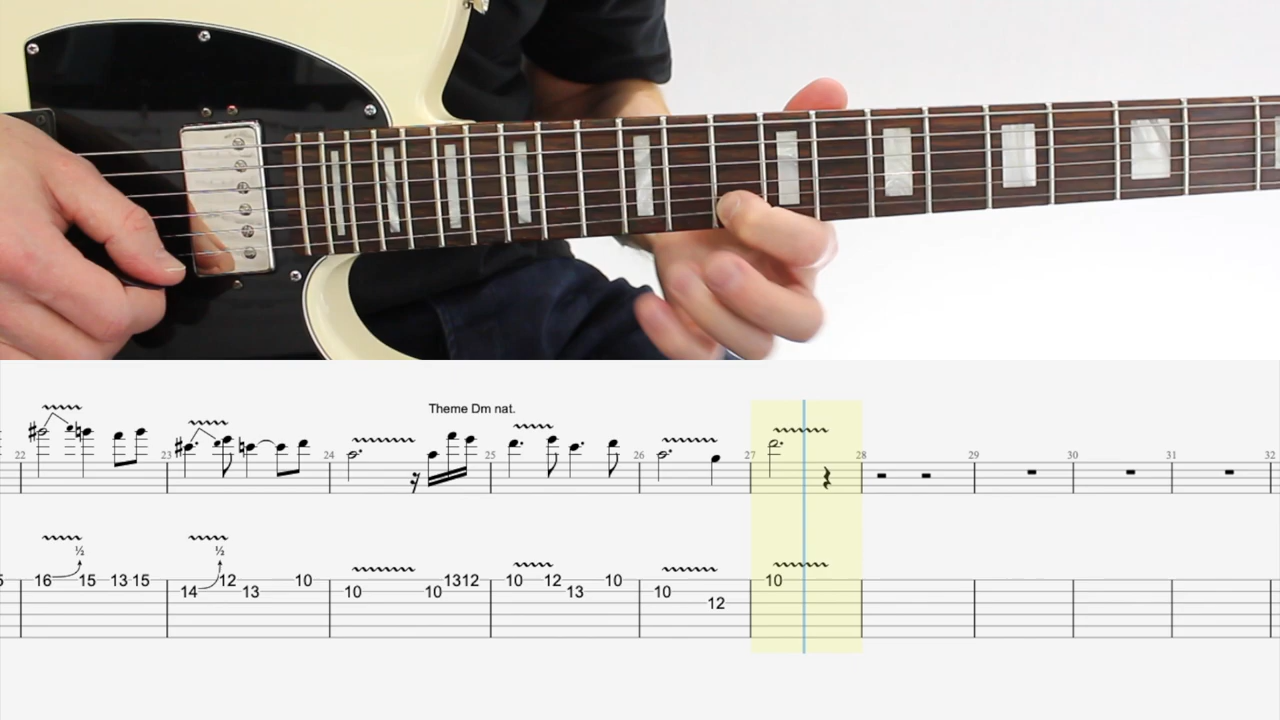 Theme Dm nat.
22 23 24 25 26 27 28 29 30 31 32
½ ½
5 16 15 13 15 12 10 13 12 10 12 10 10
14 13 10 10 13 10
12